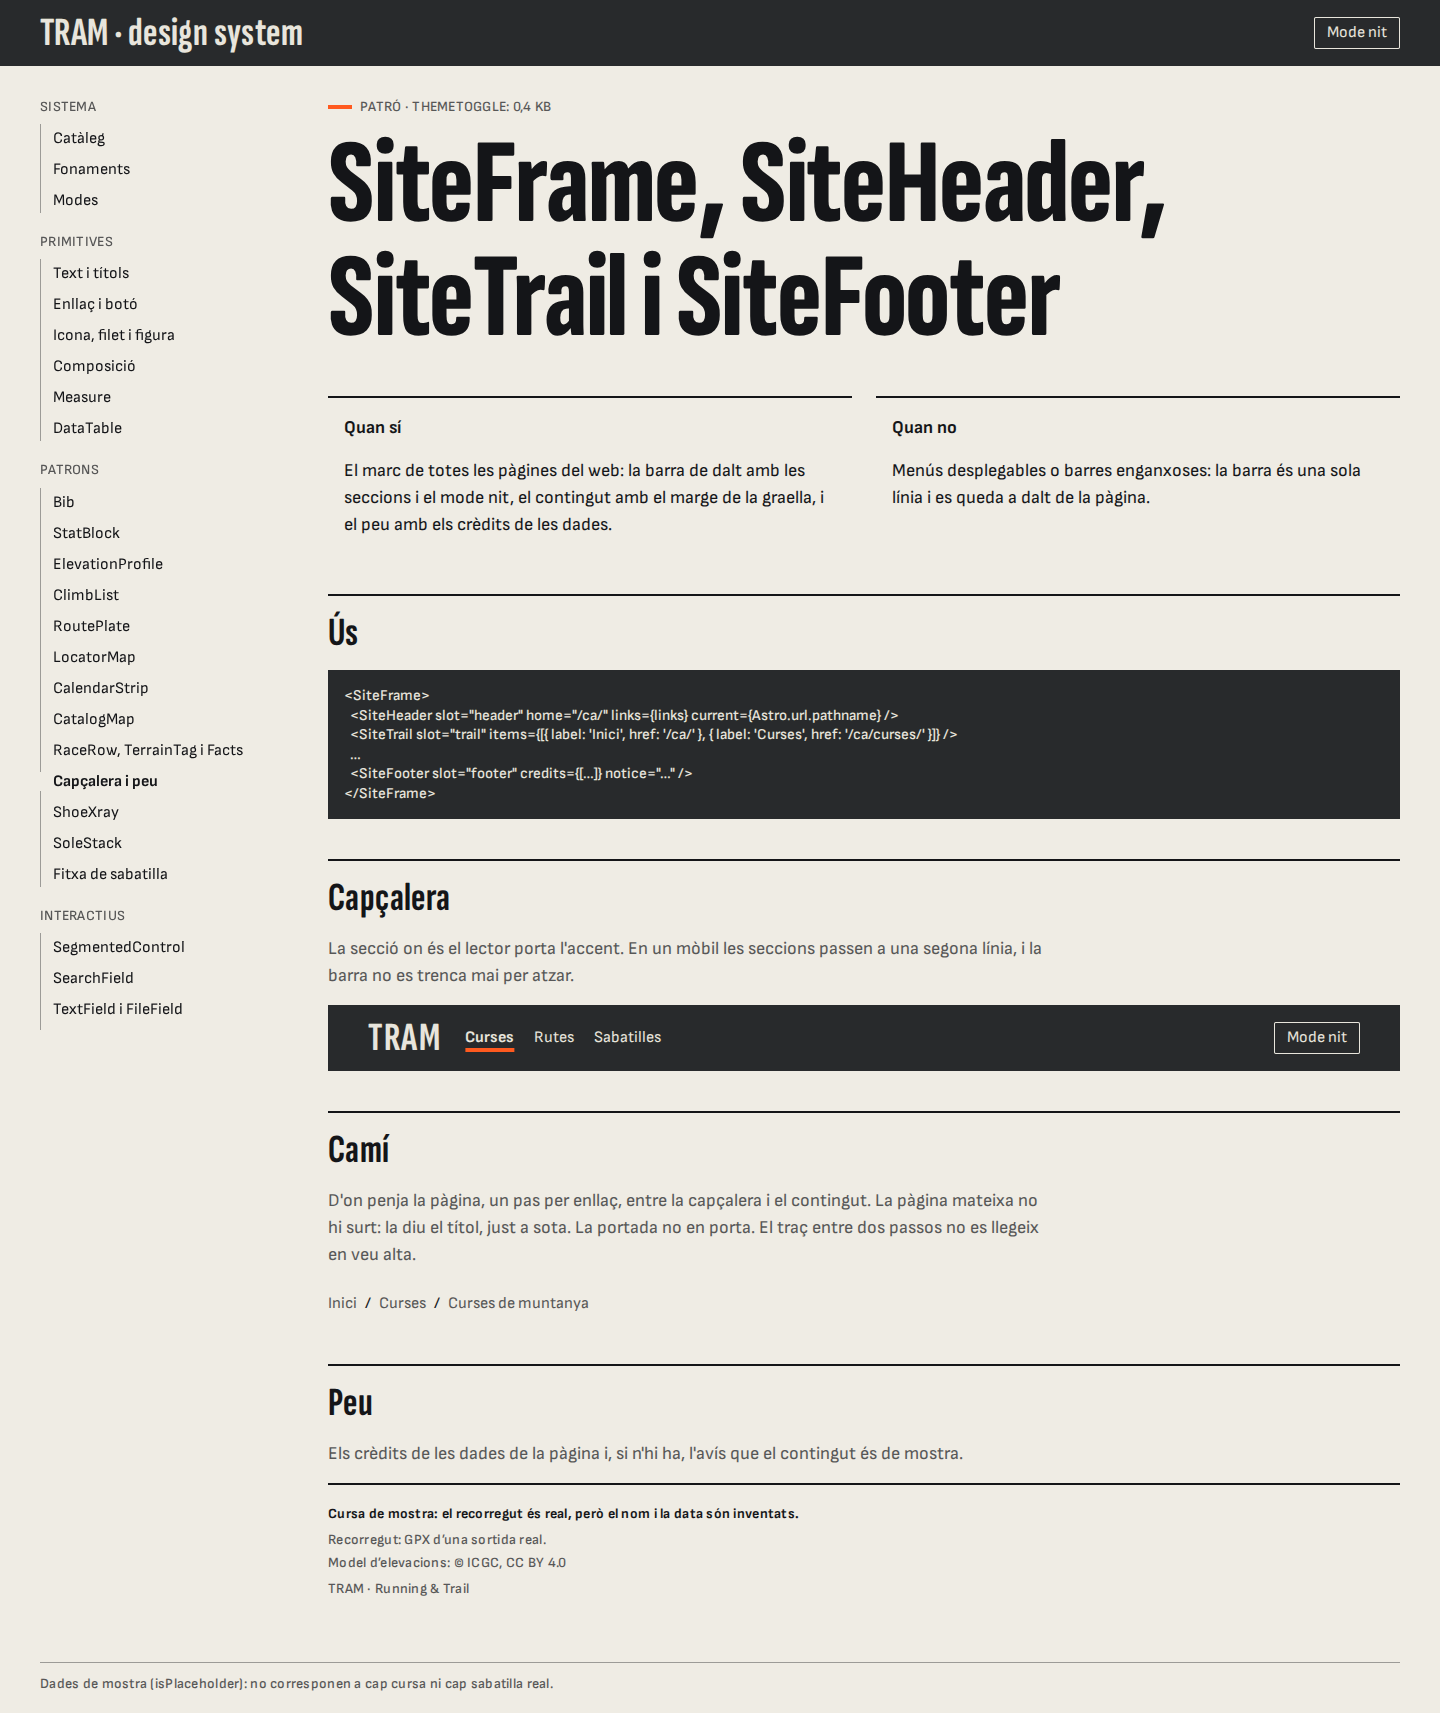 TRAM · design system
Mode nit
SISTEMA
Catàleg
Fonaments
Modes
PRIMITIVES
Text i títols
Enllaç i botó
Icona, filet i figura
Composició
Measure
DataTable
PATRONS
Bib
StatBlock
ElevationProfile
ClimbList
RoutePlate
LocatorMap
CalendarStrip
CatalogMap
RaceRow, TerrainTag i Facts
Capçalera i peu
ShoeXray
SoleStack
Fitxa de sabatilla
INTERACTIUS
SegmentedControl
SearchField
TextField i FileField
PATRÓ · THEMETOGGLE: 0,4 KB
SiteFrame, SiteHeader,
SiteTrail i SiteFooter
Quan sí
El marc de totes les pàgines del web: la barra de dalt amb les
seccions i el mode nit, el contingut amb el marge de la graella, i
el peu amb els crèdits de les dades.
Quan no
Menús desplegables o barres enganxoses: la barra és una sola
línia i es queda a dalt de la pàgina.
Ús
<SiteFrame>
<SiteHeader slot="header" home="/ca/" links={links} current={Astro.url.pathname} />
<SiteTrail slot="trail" items={[{ label: 'Inici', href: '/ca/' }, { label: 'Curses', href: '/ca/curses/' }]} />
…
<SiteFooter slot="footer" credits={[…]} notice="…" />
</SiteFrame>
Capçalera
La secció on és el lector porta l'accent. En un mòbil les seccions passen a una segona línia, i la
barra no es trenca mai per atzar.
TRAM Curses Rutes Sabatilles Mode nit
Camí
D'on penja la pàgina, un pas per enllaç, entre la capçalera i el contingut. La pàgina mateixa no
hi surt: la diu el títol, just a sota. La portada no en porta. El traç entre dos passos no es llegeix
en veu alta.
Inici / Curses / Curses de muntanya
Peu
Els crèdits de les dades de la pàgina i, si n'hi ha, l'avís que el contingut és de mostra.
Cursa de mostra: el recorregut és real, però el nom i la data són inventats.
Recorregut: GPX d’una sortida real.
Model d’elevacions: © ICGC, CC BY 4.0
TRAM · Running & Trail
Dades de mostra (isPlaceholder): no corresponen a cap cursa ni cap sabatilla real.